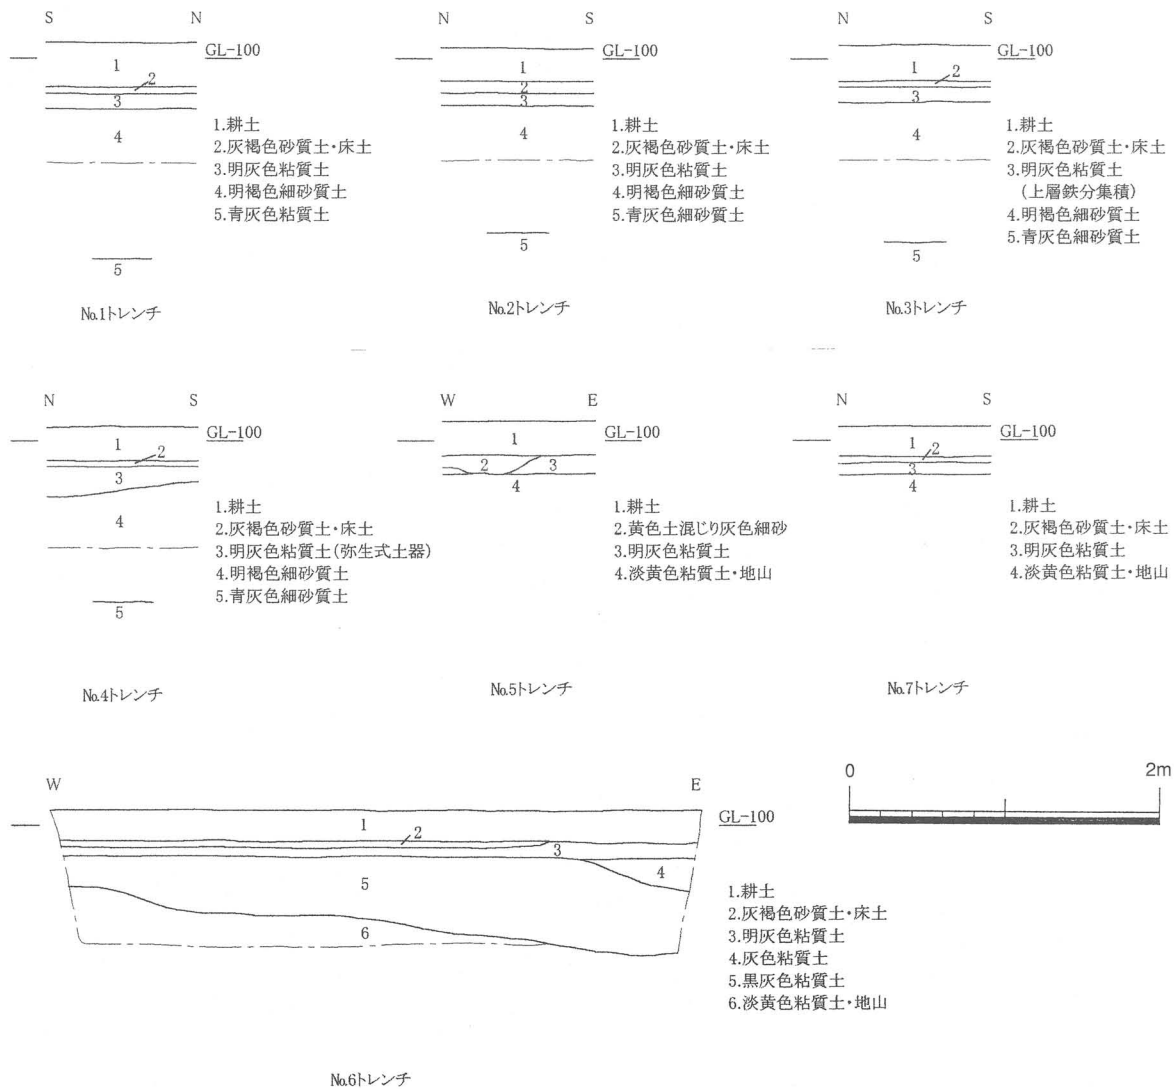 S N
GL-100
1
2
3
4
5
1.耕土
2.灰褐色砂質土・床土
3.明灰色粘質土
4.明褐色細砂質土
5.青灰色粘質土
No.1トレンチ
N S
GL-100
1
2
3
4
5
1.耕土
2.灰褐色砂質土・床土
3.明灰色粘質土
4.明褐色細砂質土
5.青灰色細砂質土
No.2トレンチ
N S
GL-100
1
2
3
4
5
1.耕土
2.灰褐色砂質土・床土
3.明灰色粘質土
(上層鉄分集積)
4.明褐色細砂質土
5.青灰色細砂質土
No.3トレンチ
N S
GL-100
1
2
3
4
5
1.耕土
2.灰褐色砂質土・床土
3.明灰色粘質土(弥生式土器)
4.明褐色細砂質土
5.青灰色細砂質土
No.4トレンチ
W E
GL-100
1
2 3
4
1.耕土
2.黄色土混じり灰色細砂
3.明灰色粘質土
4.淡黄色粘質土・地山
No.5トレンチ
N S
GL-100
1
2
3
4
1.耕土
2.灰褐色砂質土・床土
3.明灰色粘質土
4.淡黄色粘質土・地山
No.7トレンチ
W E
GL-100
1
2
3
4
5
6
1.耕土
2.灰褐色砂質土・床土
3.明灰色粘質土
4.灰色粘質土
5.黒灰色粘質土
6.淡黄色粘質土・地山
No.6トレンチ
0 2m